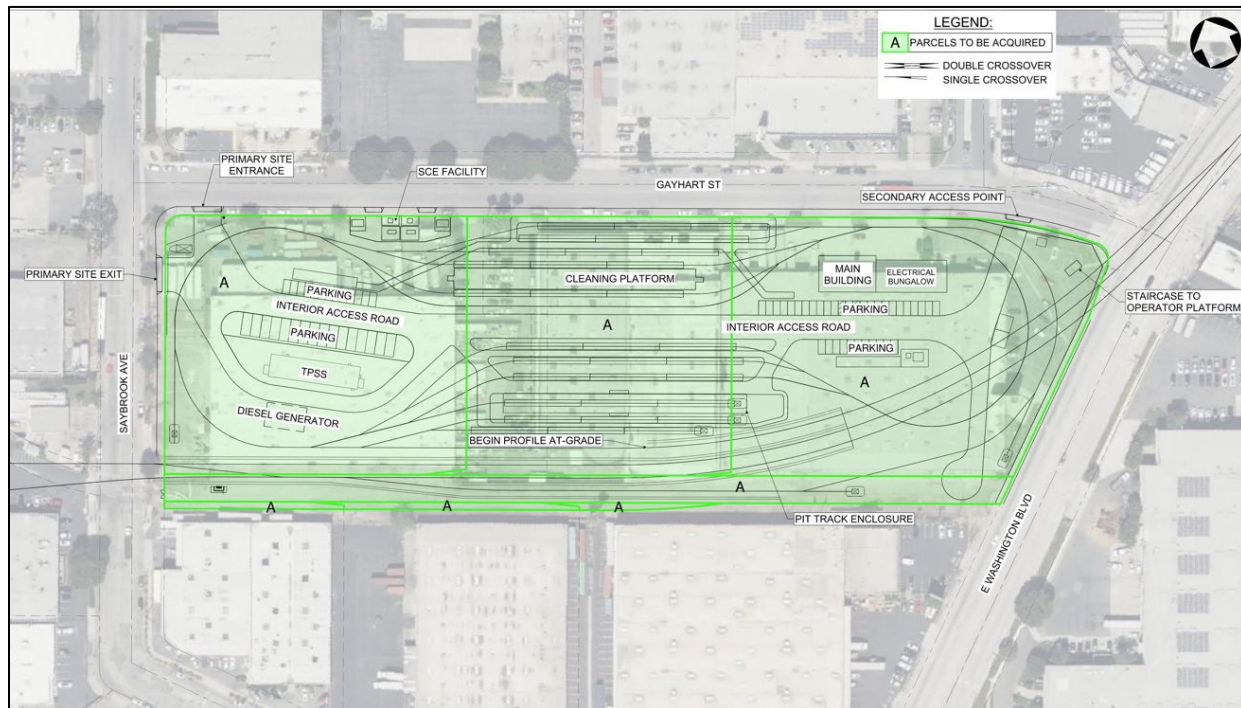 LEGEND:
A PARCELS TO BE ACQUIRED
DOUBLE CROSSOVER
SINGLE CROSSOVER
PRIMARY SITE
ENTRANCE
SCE FACILITY
GAYHART ST
SECONDARY ACCESS POINT
PRIMARY SITE EXIT
A
PARKING
INTERIOR ACCESS ROAD
PARKING
TPSS
DIESEL GENERATOR
CLEANING PLATFORM
A
MAIN
BUILDING
ELECTRICAL
BUNGALOW
PARKING
INTERIOR ACCESS ROAD
PARKING
A
STAIRCASE TO
OPERATOR PLATFORM
SAYBROOK AVE
BEGIN PROFILE AT-GRADE
A
A
A
A
PIT TRACK ENCLOSURE
E WASHINGTON BLVD